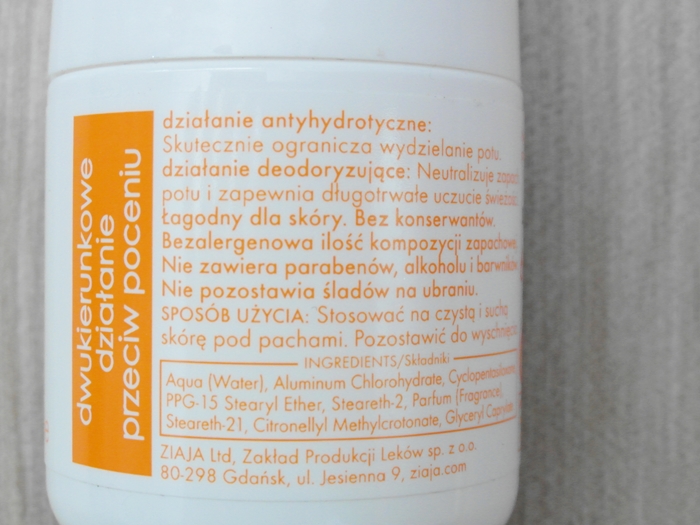 dwukierunkowe
działanie
przeciw poceniu
działanie antyhydrotyczne:
Skutecznie ogranicza wydzielanie potu.
działanie deodoryzujące: Neutralizuje zapach
potu i zapewnia długotrwałe uczucie świeżości.
Łagodny dla skóry. Bez konserwantów.
Bezalergenowa ilość kompozycji zapachowej.
Nie zawiera parabenów, alkoholu i barwników
Nie pozostawia śladów na ubraniu.
SPOSÓB UŻYCIA: Stosować na czystą i suchą
skórę pod pachami. Pozostawić do wyschnięcia.
INGREDIENTS/Składniki
Aqua (Water), Aluminum Chlorohydrate, Cyclopentasiloxane,
PPG-15 Stearyl Ether, Steareth-2, Parfum (Fragrance),
Steareth-21, Citronellyl Methylcrotonate, Glyceryl Caprylate
ZIAJA Ltd, Zakład Produkcji Leków sp. z o.o.
80-298 Gdańsk, ul. Jesienna 9, ziaja.com